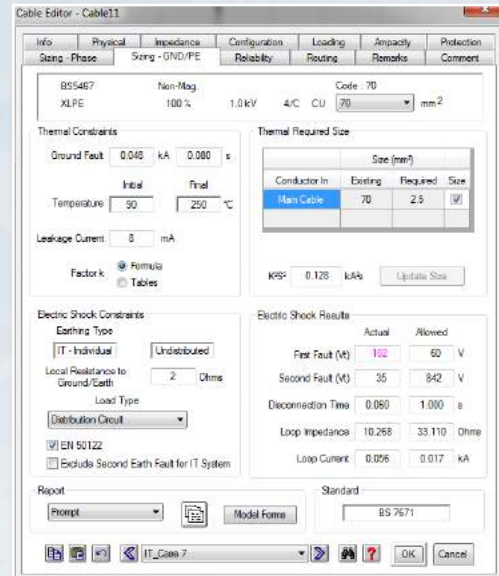 Cable Editor - Cable11
Info Physical Impedance Configuration Loading Ampacity Protection
Sizing - Phase Sizing - GND/PE Reliability Routing Remarks Comment
BS5467 Non-Mag. Code : 70
XLPE 100 % 1.0 kV 4/C CU 70 mm2
Thermal Constraints
Ground Fault 0.048 kA 0.080 s
Initial Final
Temperature 90 250 °C
Leakage Current 8 mA
Factor k Formula
Tables
Thermal Required Size
Size (mm²)
Conductor In Existing Required Size
Main Cable 70 2.5
K²S² 0.128 kA²s Update Size
Electric Shock Constraints
Earthing Type
IT - Individual Undistributed
Local Resistance to
Ground/Earth 2 Ohms
Load Type
Distribution Circuit
EN 50122
Exclude Second Earth Fault for IT System
Electric Shock Results
Actual Allowed
First Fault (Vt) 102 60 V
Second Fault (Vt) 35 842 V
Disconnection Time 0.060 1.000 s
Loop Impedance 10.268 33.110 Ohms
Loop Current 0.056 0.017 kA
Report
Prompt Model Forms
Standard
BS 7671
IT_Case 7 OK Cancel